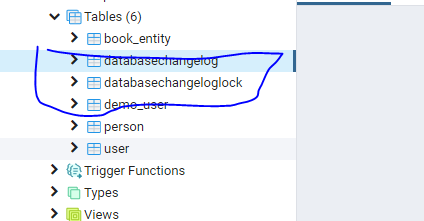 Tables (6)
book_entity
databasechangelog
databasechangeloglock
demo_user
person
user
Trigger Functions
Types
Views